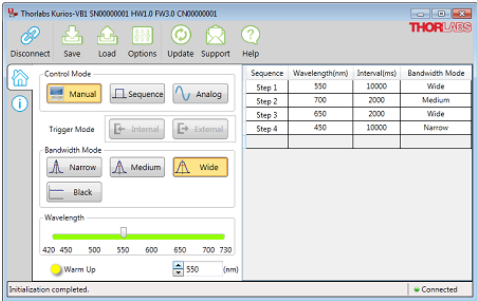 Thorlabs Kurios-VB1 SN00000001 HW1.0 FW3.0 CN00000001
THORLABS
Disconnect Save Load Options Update Support Help
Control Mode
Manual Sequence Analog
Trigger Mode Internal External
Bandwidth Mode
Narrow Medium Wide
Black
Wavelength
420 450 500 550 600 650 700 730
Warm Up 550 (nm)
Sequence Wavelength(nm) Interval(ms) Bandwidth Mode
Step 1 550 10000 Wide
Step 2 700 2000 Medium
Step 3 650 2000 Wide
Step 4 450 10000 Narrow
Initialization completed. Connected